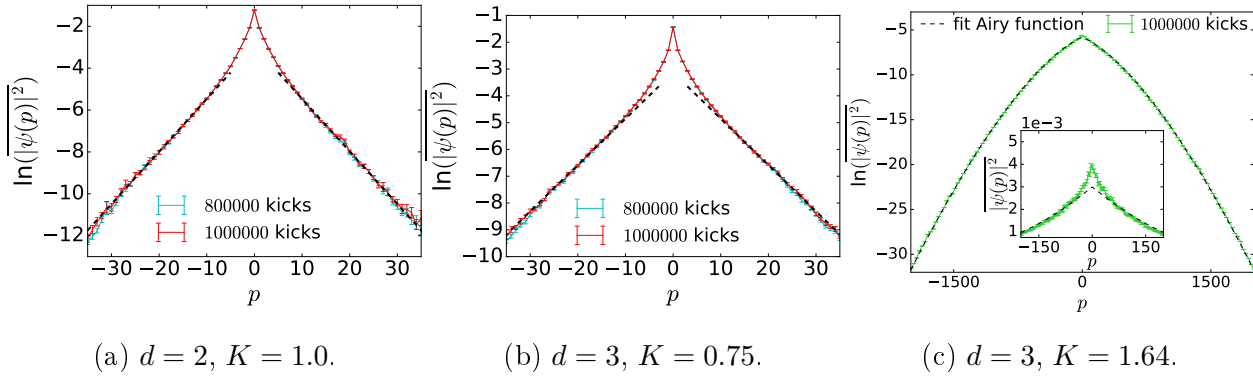 −2
−4
−6
−8
−10
−12
ln(|ψ(p)|²)
800000 kicks
1000000 kicks
−30 −20 −10 0 10 20 30
p
(a) d = 2, K = 1.0.
−1
−2
−3
−4
−5
−6
−7
−8
−9
−10
ln(|ψ(p)|²)
800000 kicks
1000000 kicks
−30 −20 −10 0 10 20 30
p
(b) d = 3, K = 0.75.
fit Airy function 1000000 kicks
−5
−10
−15
−20
−25
−30
ln(|ψ(p)|²)
1e−3
4
3
2
1
|ψ(p)|²
−150 0 150
p
−1500 0 1500
p
(c) d = 3, K = 1.64.